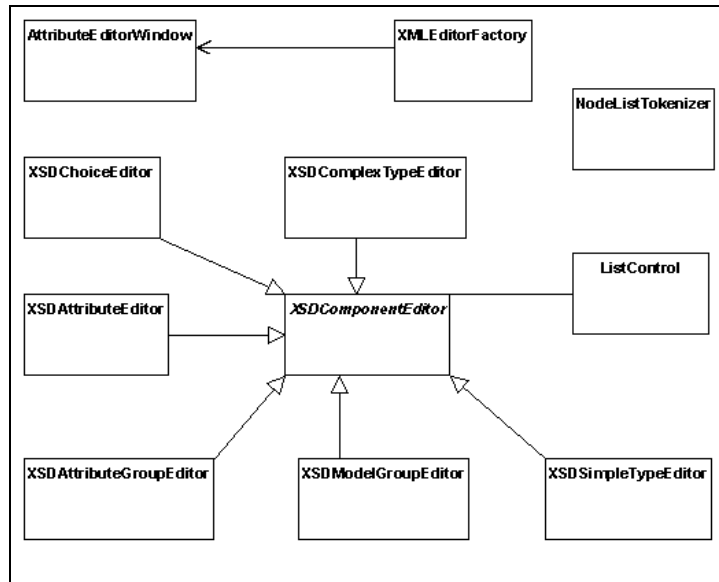 AttributeEditorWindow
XMLEditorFactory
NodeListTokenizer
XSDChoiceEditor
XSDComplexTypeEditor
ListControl
XSDAttributeEditor
XSDComponentEditor
XSDAttributeGroupEditor
XSDModelGroupEditor
XSDSimpleTypeEditor